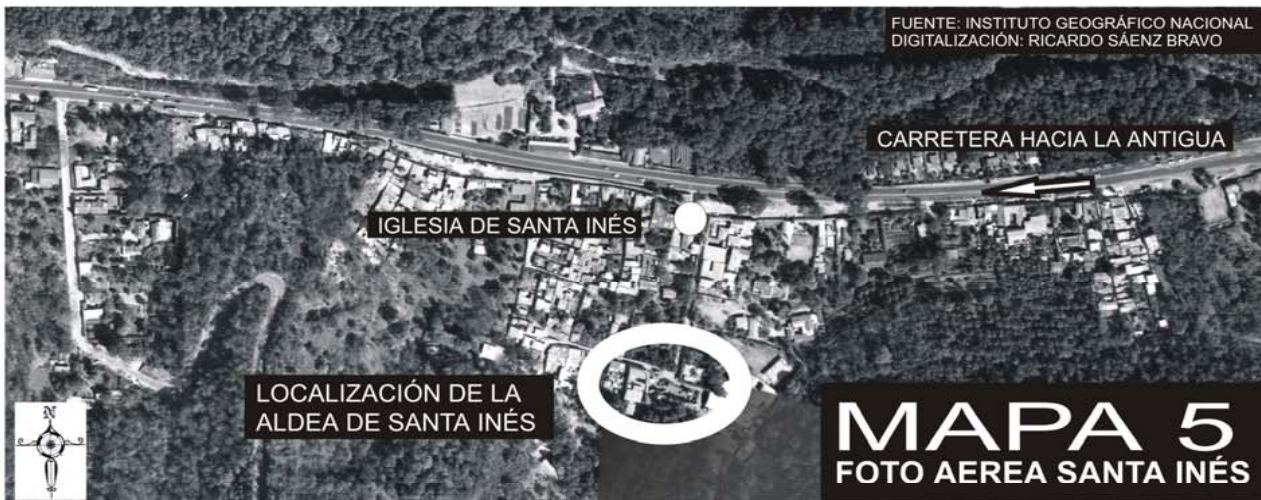 FUENTE: INSTITUTO GEOGRÁFICO NACIONAL
DIGITALIZACIÓN: RICARDO SÁENZ BRAVO
CARRETERA HACIA LA ANTIGUA
IGLESIA DE SANTA INÉS
LOCALIZACIÓN DE LA
ALDEA DE SANTA INÉS
N
MAPA 5
FOTO AEREA SANTA INÉS